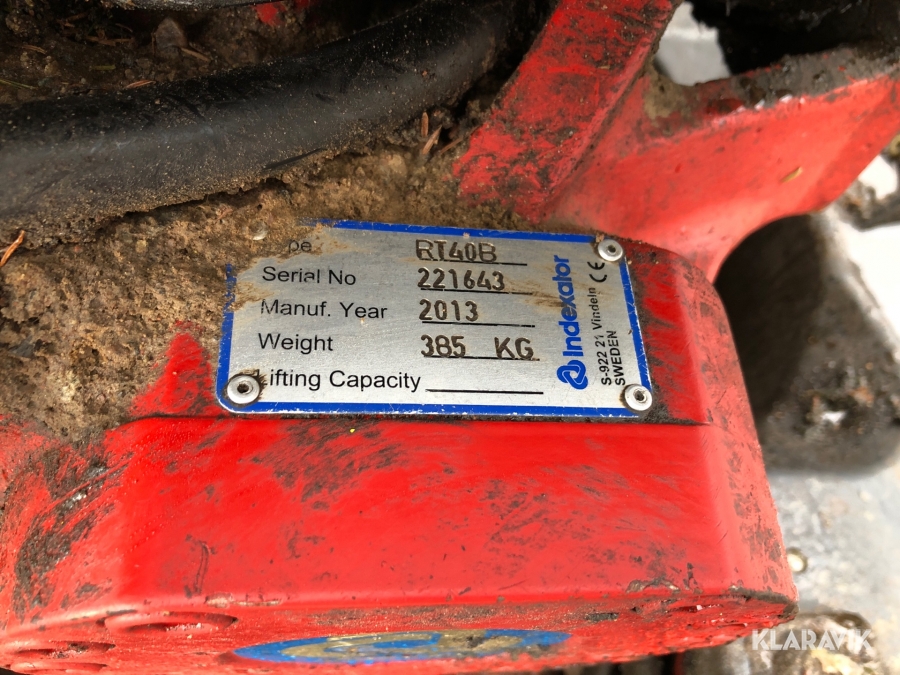 pe RT40B
Serial No 221643
Manuf. Year 2013
Weight 385 KG
Lifting Capacity
Indexator
CE
S-922 21 Vindeln
SWEDEN
KLARAVIK